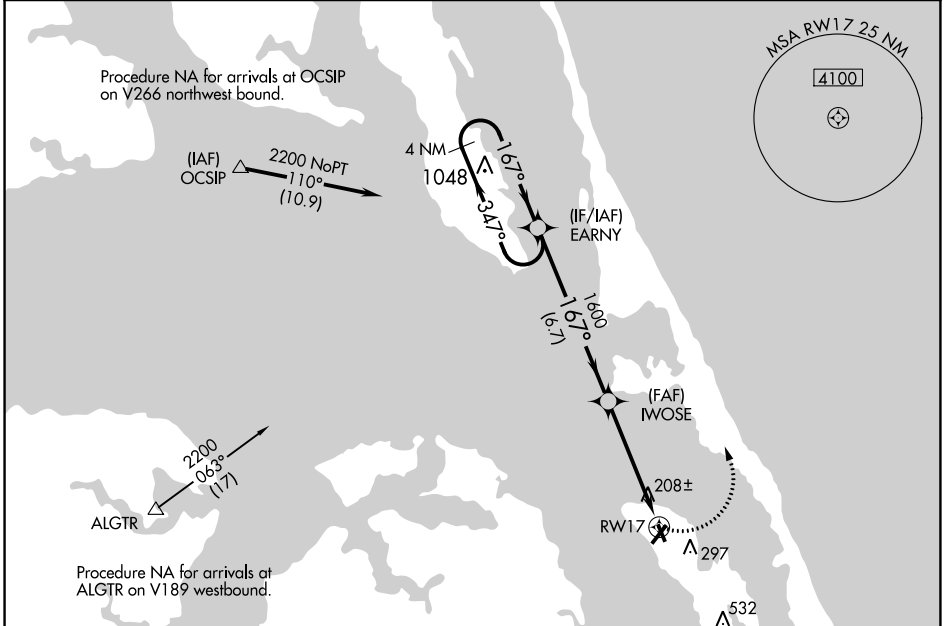 MSA RW17 25 NM
4100
Procedure NA for arrivals at OCSIP
on V266 northwest bound.
(IAF)
OCSIP
2200 NoPT
110°
(10.9)
4 NM
1048
167°
347°
(IF/IAF)
EARNY
1600
167°
(6.7)
(FAF)
IWOSE
2200
063°
(17)
ALGTR
208±
RW17
297
Procedure NA for arrivals at
ALGTR on V189 westbound.
532